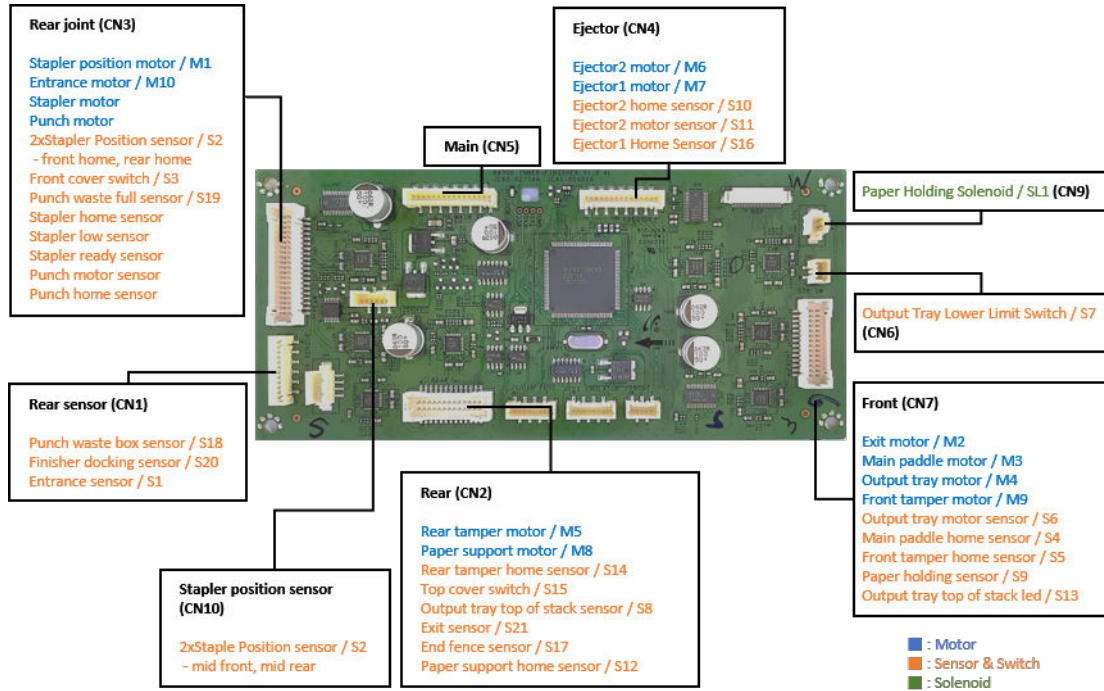 Rear joint (CN3)
Stapler position motor / M1
Entrance motor / M10
Stapler motor
Punch motor
2xStapler Position sensor / S2
- front home, rear home
Front cover switch / S3
Punch waste full sensor / S19
Stapler home sensor
Stapler low sensor
Stapler ready sensor
Punch motor sensor
Punch home sensor
Main (CN5)
Ejector (CN4)
Ejector2 motor / M6
Ejector1 motor / M7
Ejector2 home sensor / S10
Ejector2 motor sensor / S11
Ejector1 Home Sensor / S16
Paper Holding Solenoid / SL1 (CN9)
Output Tray Lower Limit Switch / S7
(CN6)
Rear sensor (CN1)
Punch waste box sensor / S18
Finisher docking sensor / S20
Entrance sensor / S1
Stapler position sensor
(CN10)
2xStaple Position sensor / S2
- mid front, mid rear
Rear (CN2)
Rear tamper motor / M5
Paper support motor / M8
Rear tamper home sensor / S14
Top cover switch / S15
Output tray top of stack sensor / S8
Exit sensor / S21
End fence sensor / S17
Paper support home sensor / S12
Front (CN7)
Exit motor / M2
Main paddle motor / M3
Output tray motor / M4
Front tamper motor / M9
Output tray motor sensor / S6
Main paddle home sensor / S4
Front tamper home sensor / S5
Paper holding sensor / S9
Output tray top of stack led / S13
: Motor
: Sensor & Switch
: Solenoid